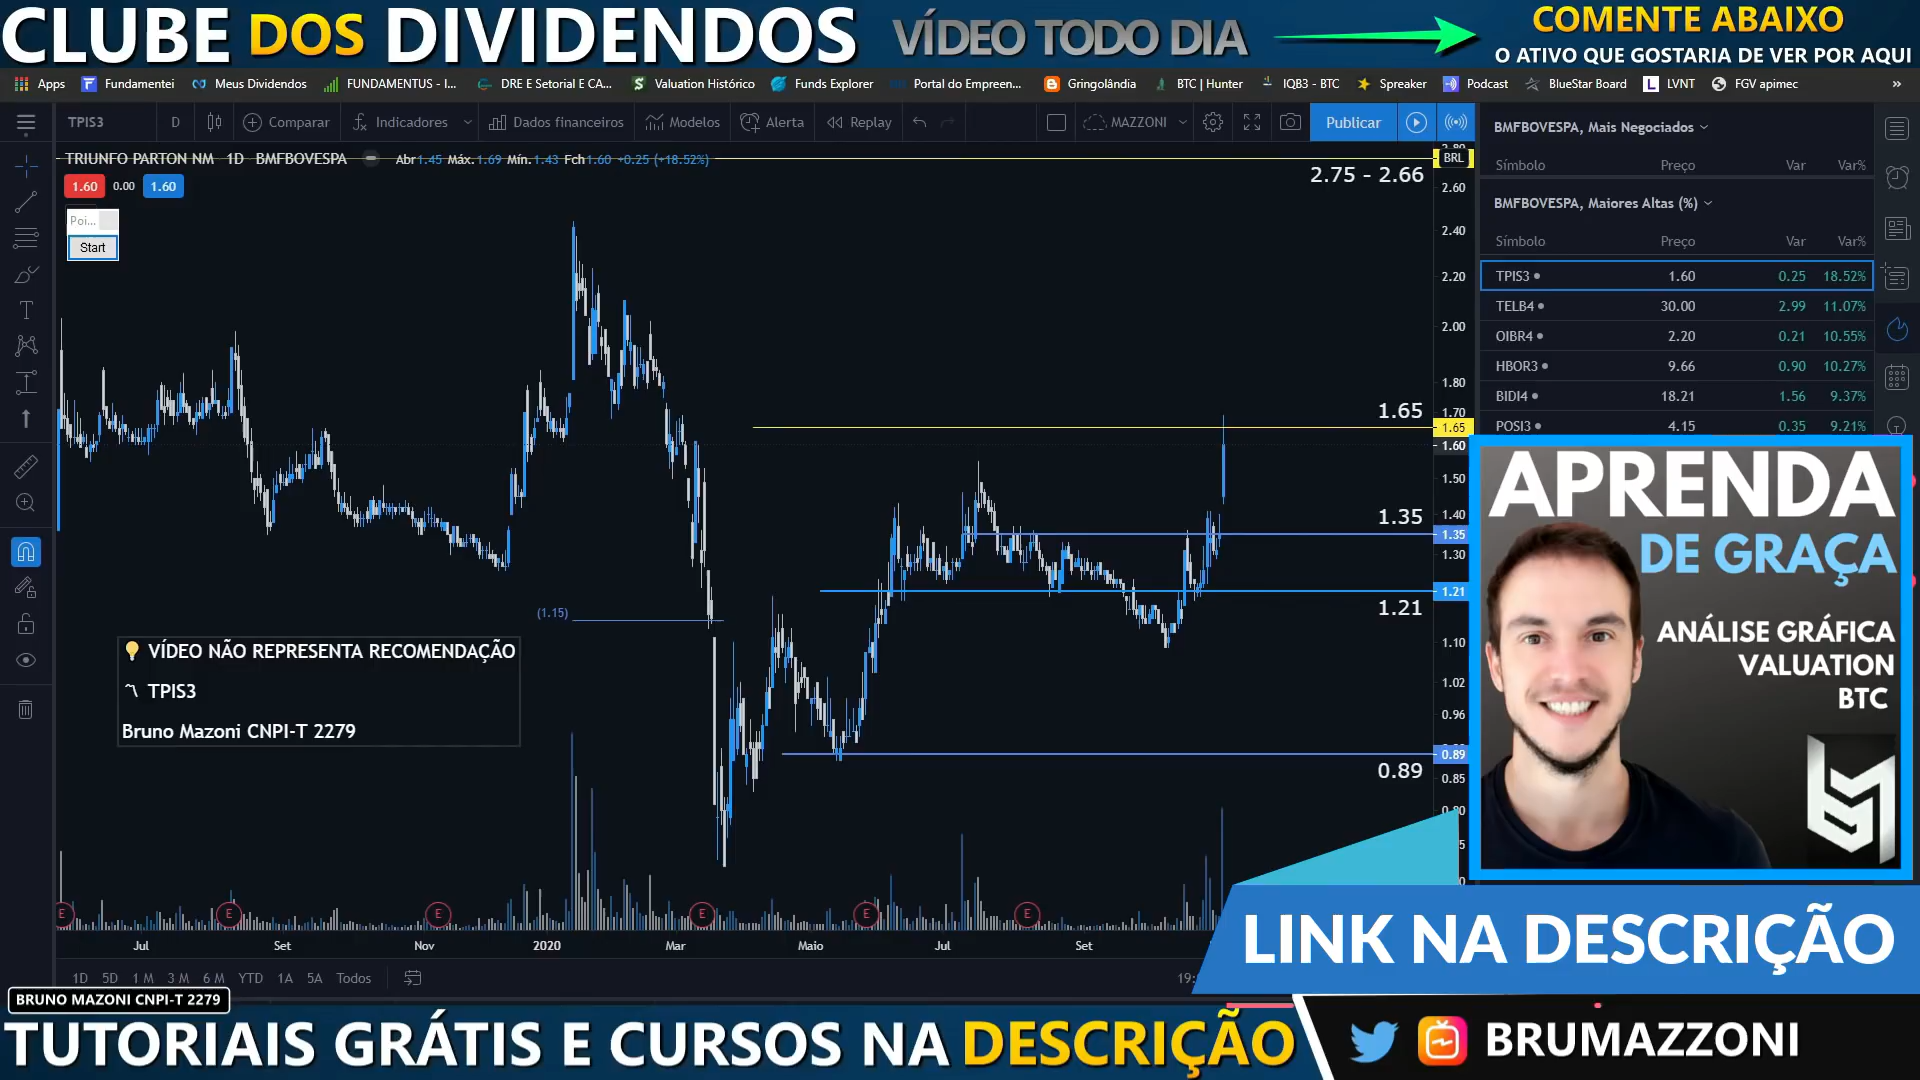 CLUBE DOS DIVIDENDOS
VÍDEO TODO DIA
COMENTE ABAIXO
O ATIVO QUE GOSTARIA DE VER POR AQUI
Apps Fundamentei Meus Dividendos FUNDAMENTUS - I... DRE E Setorial E CA... Valuation Histórico Funds Explorer Portal do Empreen... Gringolândia BTC | Hunter IQB3 - BTC Spreaker Podcast BlueStar Board LVNT FGV apimec »
TPIS3 D Comparar Indicadores Dados financeiros Modelos Alerta Replay MAZZONI Publicar
TRIUNFO PARTON NM 1D BMFBOVESPA Abr1.45 Máx.1.69 Mín.1.43 Fch1.60 +0.25 (+18.52%)
1.60 0.00 1.60
Poi...
Start
2.75 - 2.66
1.65
1.35
1.21
0.89
(1.15)
VÍDEO NÃO REPRESENTA RECOMENDAÇÃO
TPIS3
Bruno Mazoni CNPI-T 2279
2.80
BRL
2.60
2.40
2.20
2.00
1.80
1.70
1.65
1.60
1.50
1.40
1.35
1.30
1.21
1.10
1.02
0.96
0.89
0.85
0.80
E E E E E E
Jul Set Nov 2020 Mar Maio Jul Set
1D 5D 1 M 3 M 6 M YTD 1A 5A Todos
BMFBOVESPA, Mais Negociados
Símbolo Preço Var Var%
BMFBOVESPA, Maiores Altas (%)
Símbolo Preço Var Var%
TPIS3 1.60 0.25 18.52%
TELB4 30.00 2.99 11.07%
OIBR4 2.20 0.21 10.55%
HBOR3 9.66 0.90 10.27%
BIDI4 18.21 1.56 9.37%
POSI3 4.15 0.35 9.21%
APRENDA
DE GRAÇA
ANÁLISE GRÁFICA
VALUATION
BTC
LINK NA DESCRIÇÃO
BRUNO MAZONI CNPI-T 2279
TUTORIAIS GRÁTIS E CURSOS NA DESCRIÇÃO
BRUMAZZONI